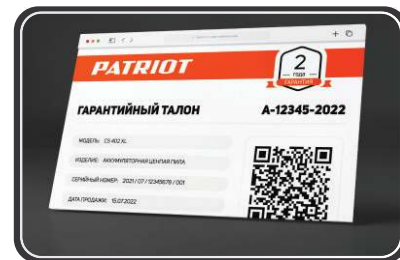 PATRIOT
2
ГОДА
ГАРАНТИЯ
ГАРАНТИЙНЫЙ ТАЛОН
А-12345-2022
МОДЕЛЬ: CS 402 XL
ИЗДЕЛИЕ: АККУМУЛЯТОРНАЯ ЦЕПНАЯ ПИЛА
СЕРИЙНЫЙ НОМЕР: 2021 / 07 / 12345678 / 001
ДАТА ПРОДАЖИ: 15.07.2022